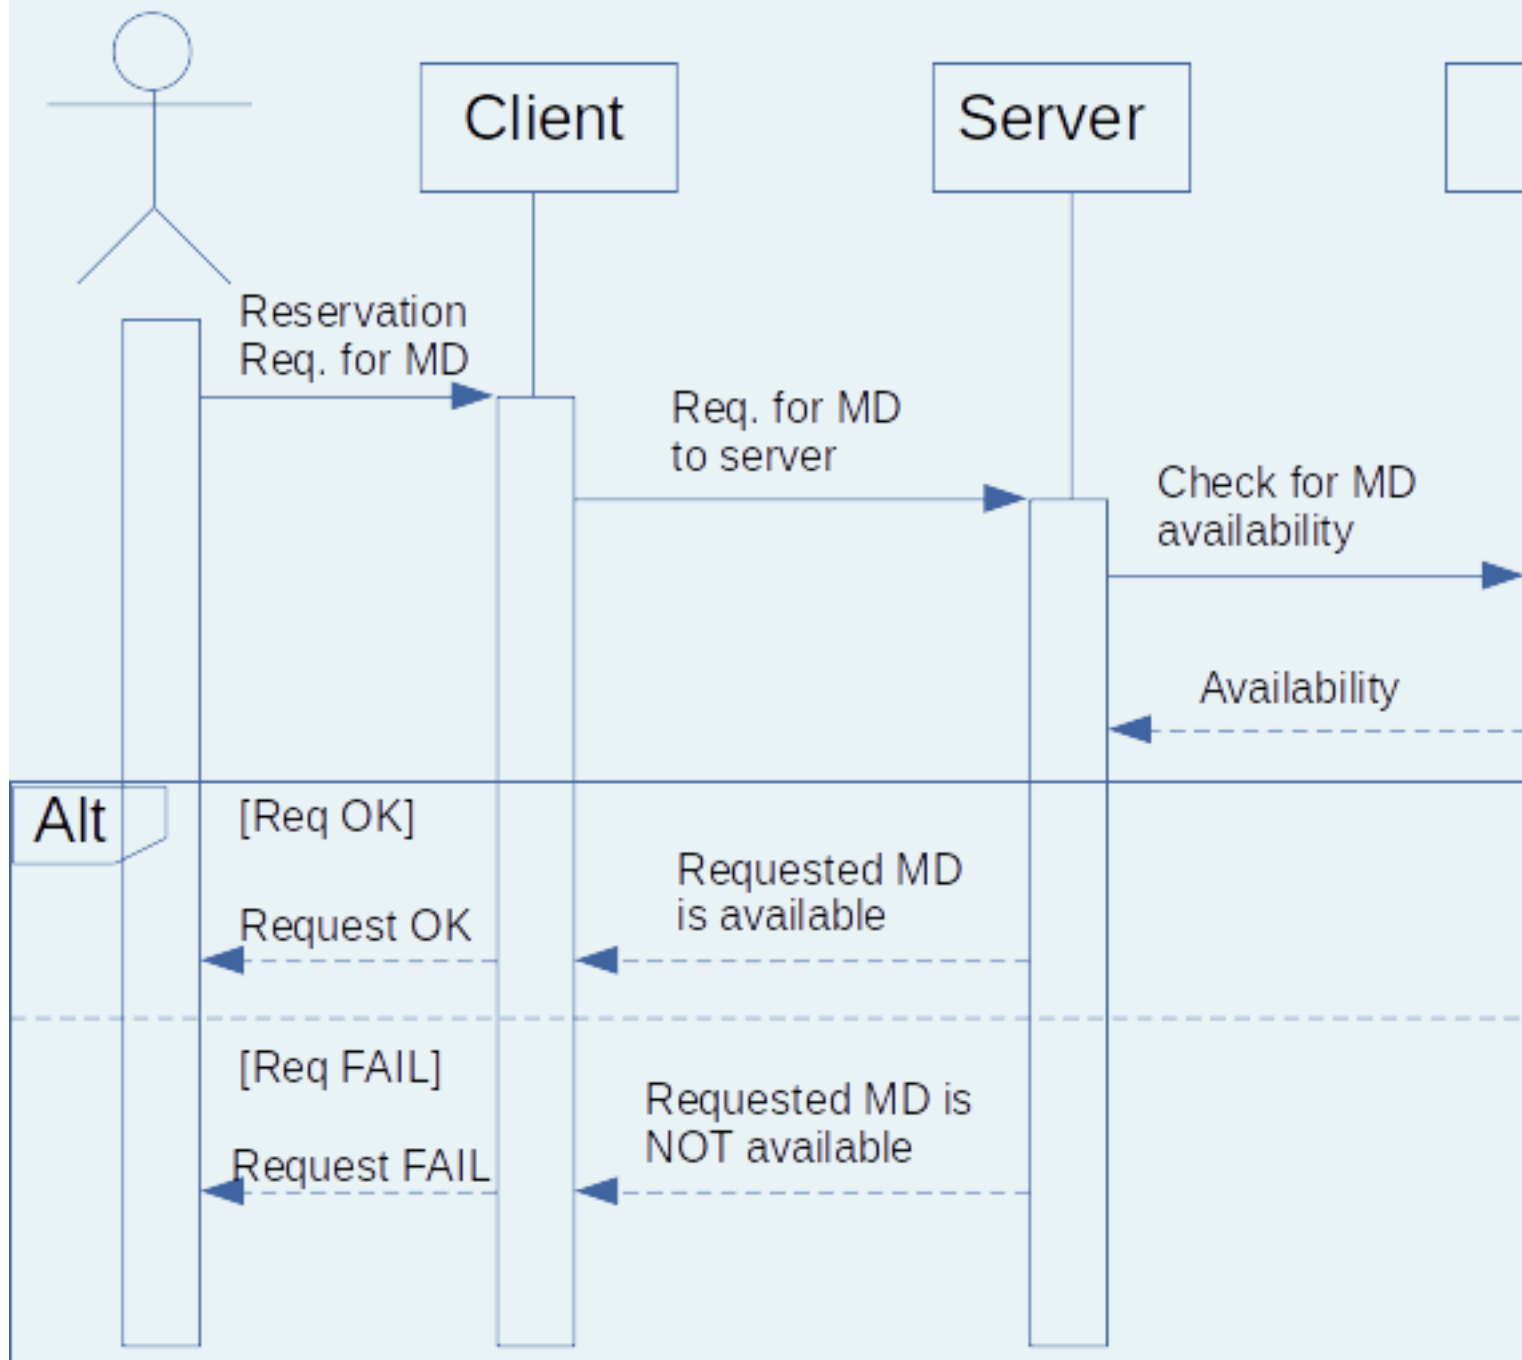 Client
Server
Reservation
Req. for MD
Req. for MD
to server
Check for MD
availability
Availability
Alt
[Req OK]
Requested MD
is available
Request OK
[Req FAIL]
Requested MD is
NOT available
Request FAIL